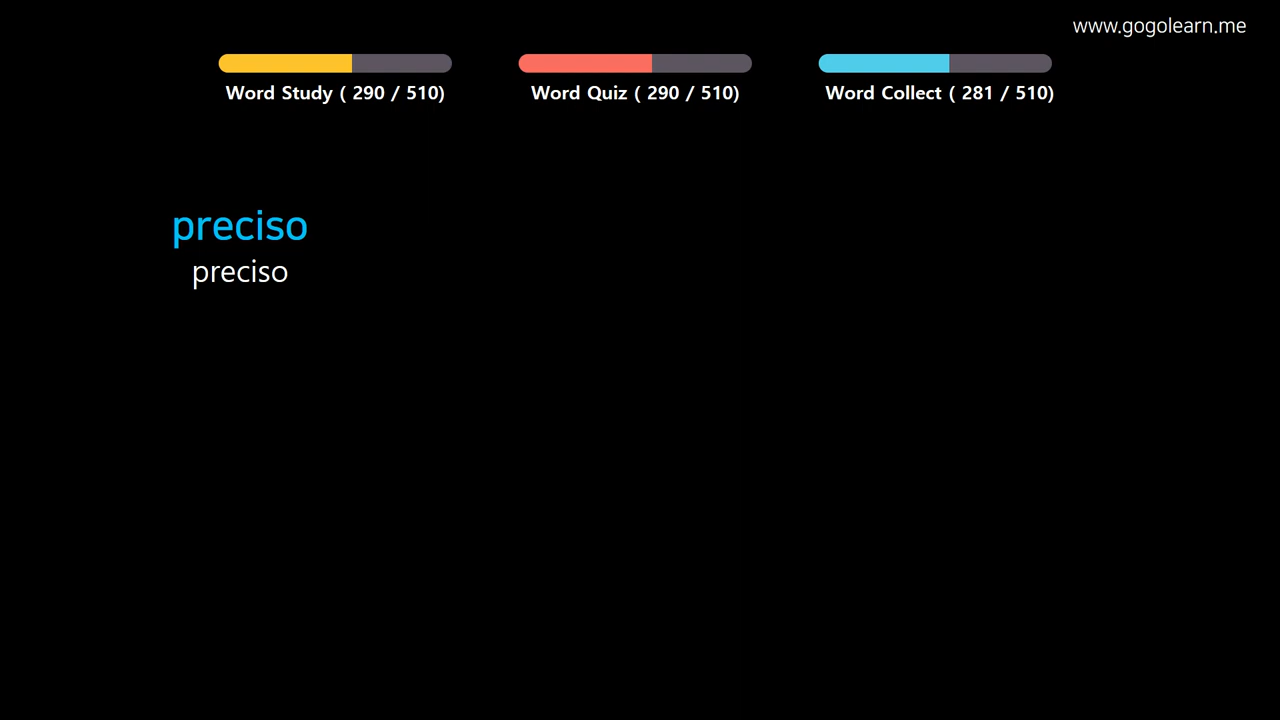 www.gogolearn.me
Word Study ( 290 / 510)
Word Quiz ( 290 / 510)
Word Collect ( 281 / 510)
preciso
preciso